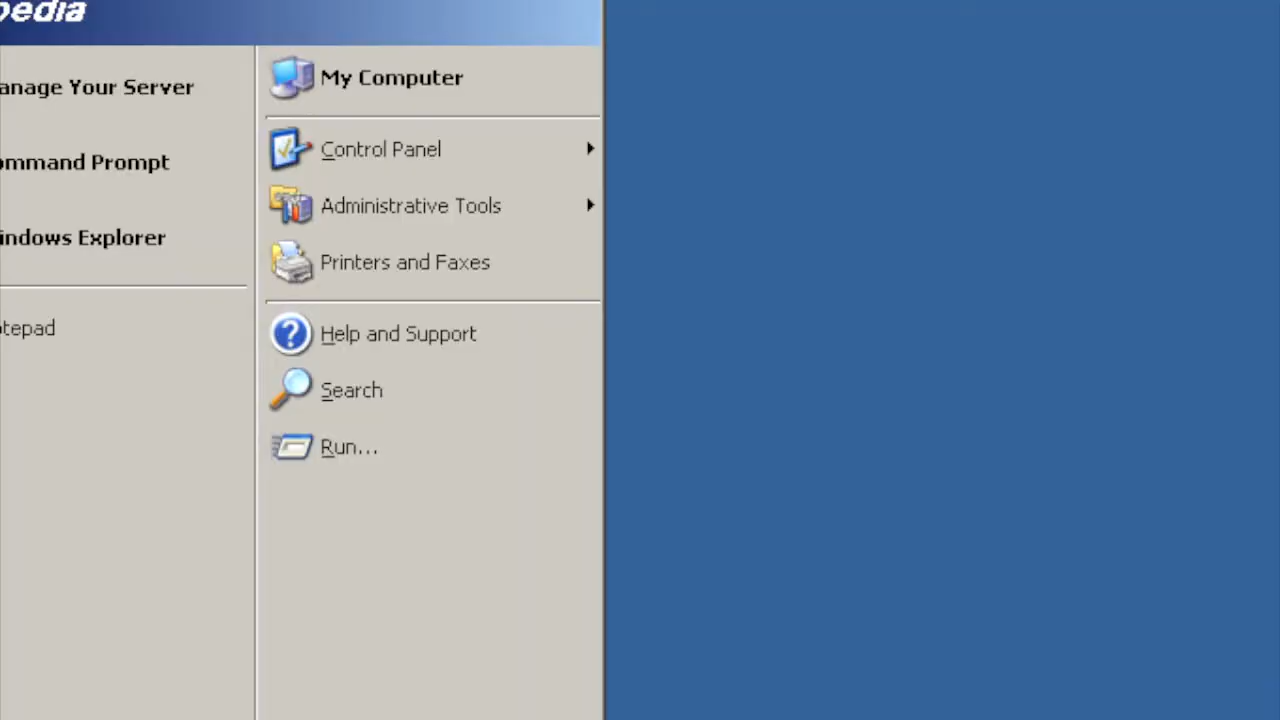 pedia
anage Your Server
ommand Prompt
indows Explorer
otepad
My Computer
Control Panel
Administrative Tools
Printers and Faxes
Help and Support
Search
Run...